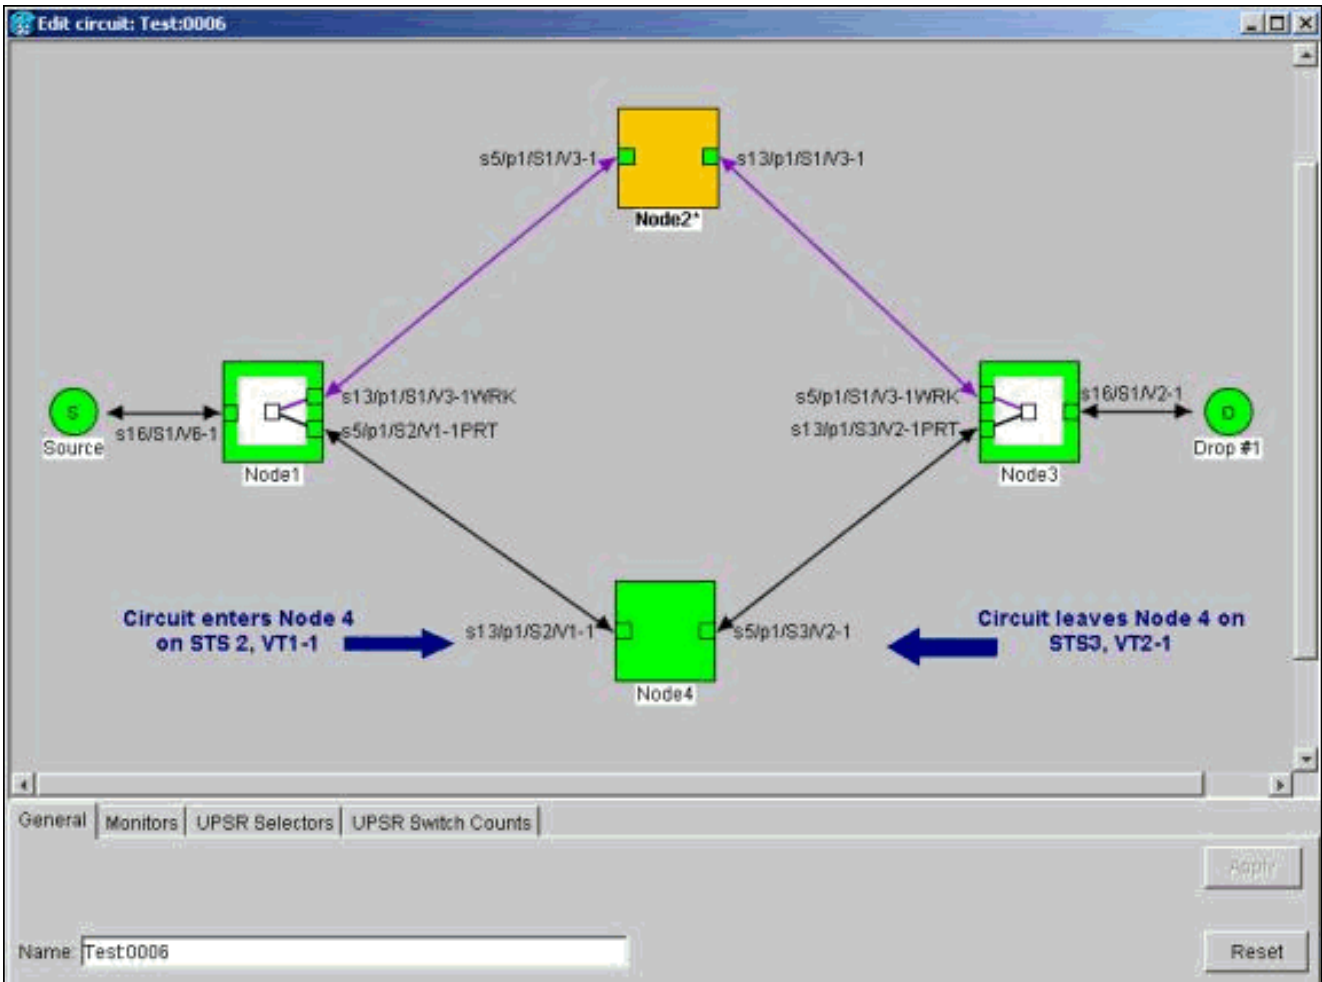 Edit circuit: Test:0006
s5/p1/S1/V3-1
s13/p1/S1/V3-1
Node2*
s13/p1/S1/V3-1WRK
s5/p1/S1/V3-1WRK
s16/S1/V2-1
S
D
s16/S1/V6-1
s5/p1/S2/V1-1PRT
s13/p1/S3/V2-1PRT
Source
Drop #1
Node1
Node3
Circuit enters Node 4
on STS 2, VT1-1
s13/p1/S2/V1-1
s5/p1/S3/V2-1
Circuit leaves Node 4 on
STS3, VT2-1
Node4
General
Monitors
UPSR Selectors
UPSR Switch Counts
Apply
Name: Test:0006
Reset